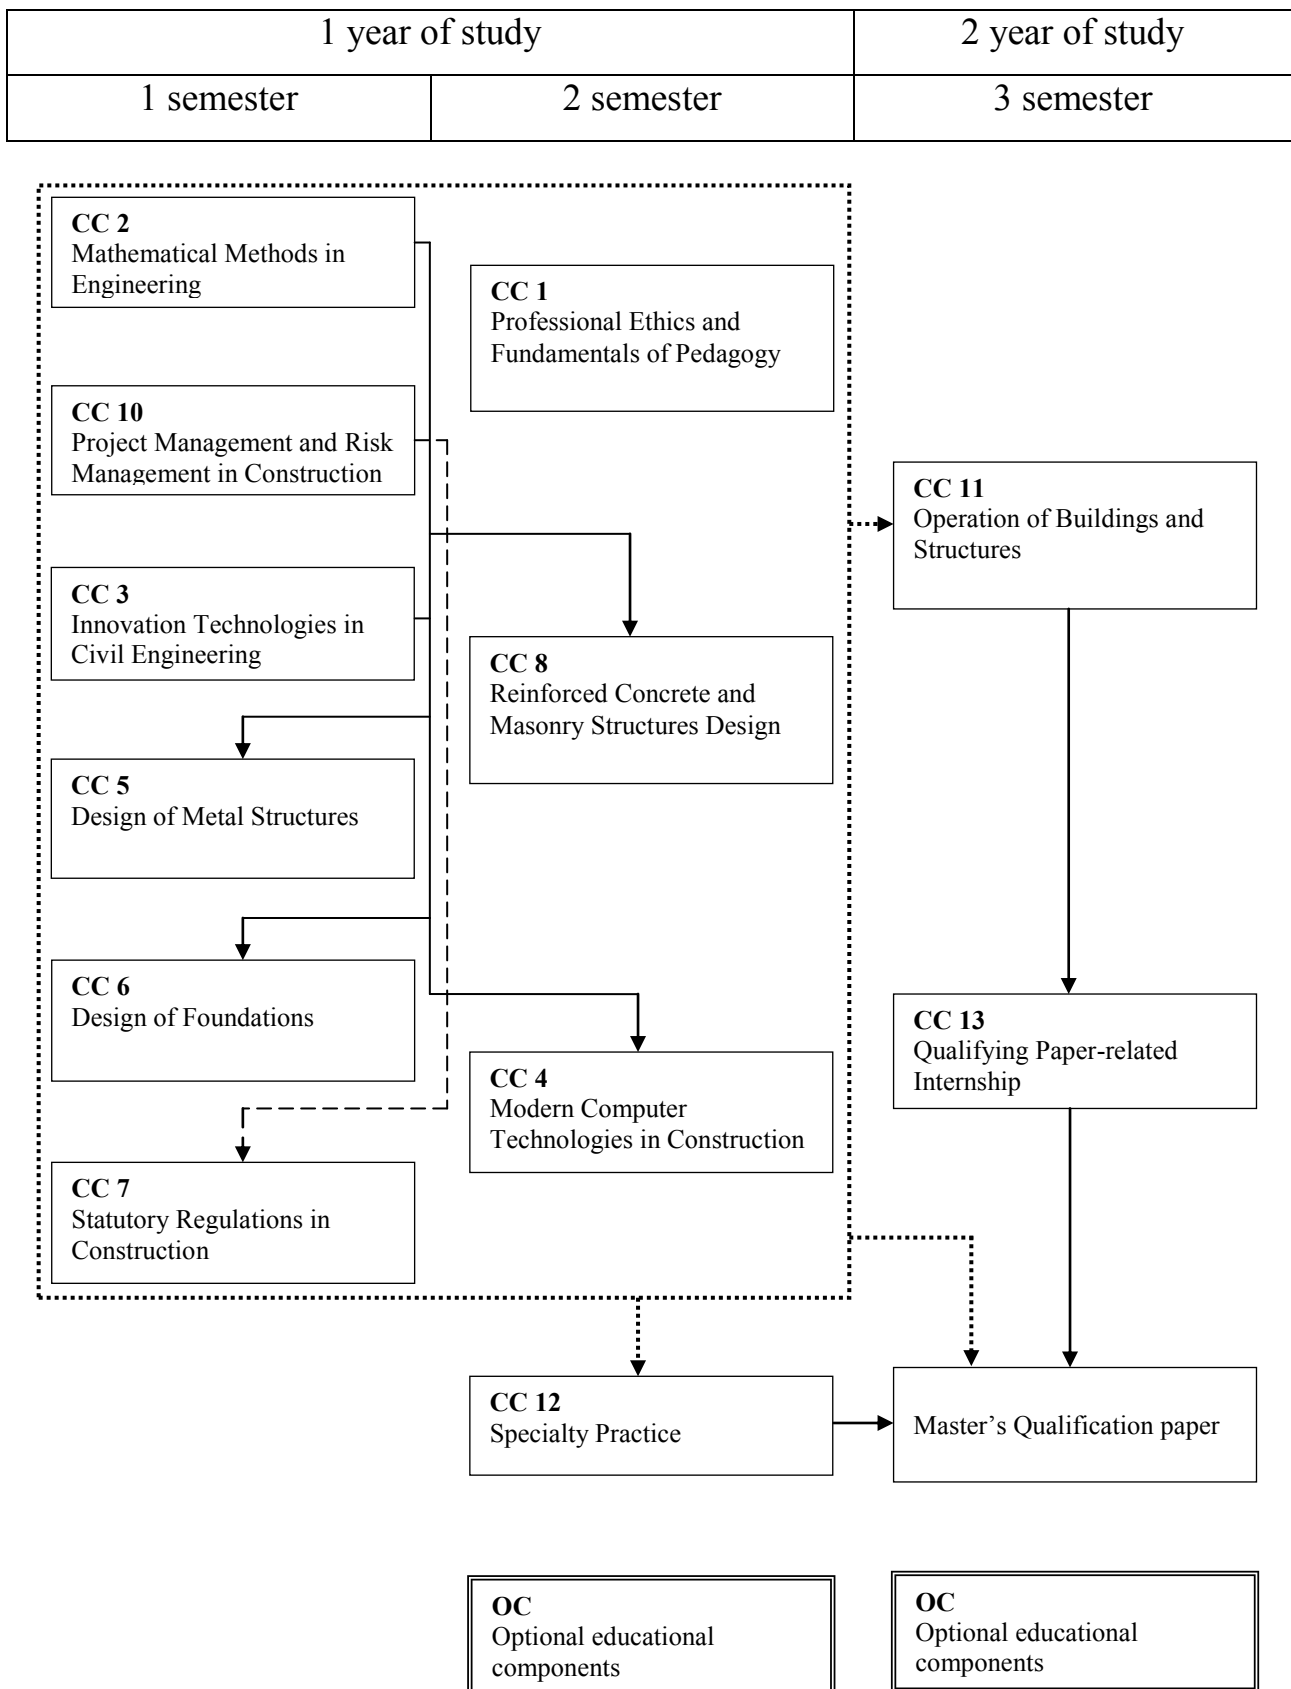 1 year of study
2 year of study
1 semester
2 semester
3 semester
CC 2
Mathematical Methods in
Engineering
CC 1
Professional Ethics and
Fundamentals of Pedagogy
CC 10
Project Management and Risk
Management in Construction
CC 11
Operation of Buildings and
Structures
CC 3
Innovation Technologies in
Civil Engineering
CC 8
Reinforced Concrete and
Masonry Structures Design
CC 5
Design of Metal Structures
CC 6
Design of Foundations
CC 13
Qualifying Paper-related
Internship
CC 4
Modern Computer
Technologies in Construction
CC 7
Statutory Regulations in
Construction
CC 12
Specialty Practice
Master’s Qualification paper
OC
Optional educational
components
OC
Optional educational
components